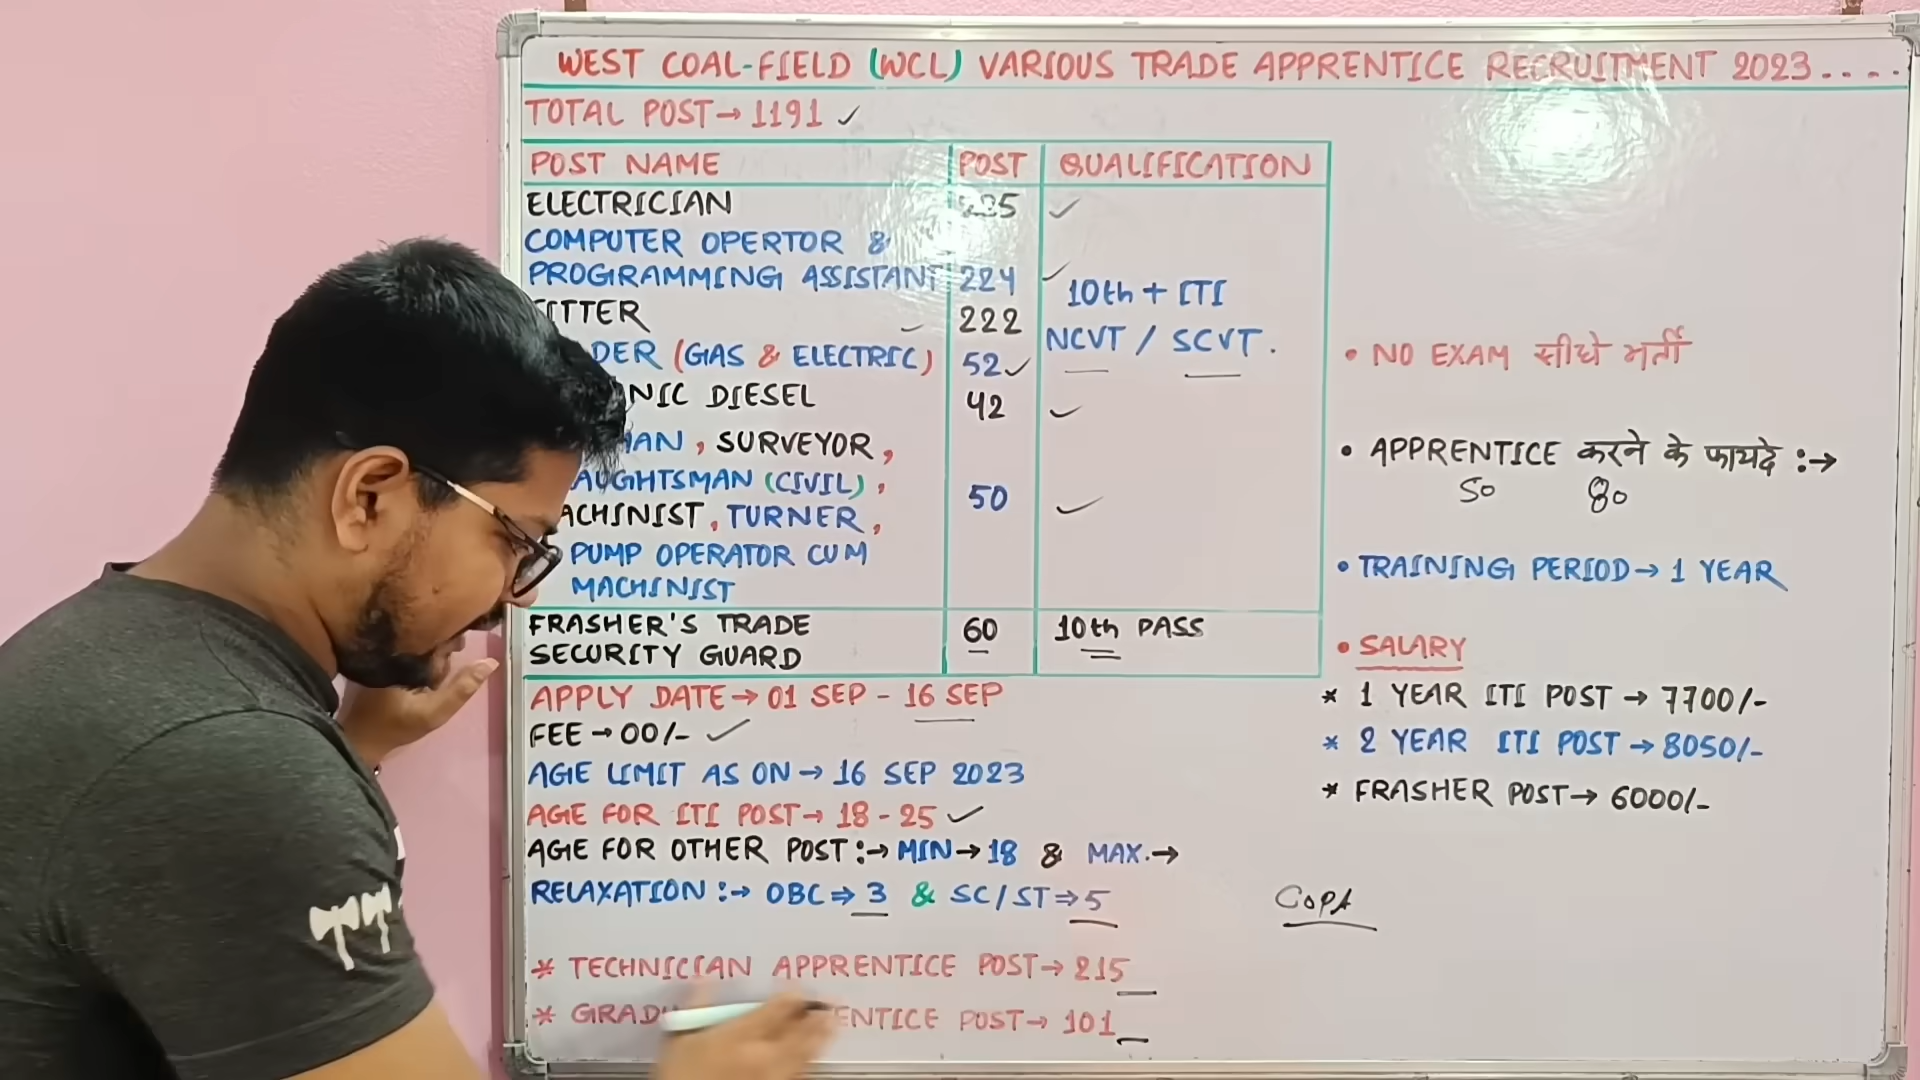 WEST COAL-FIELD (WCL) VARIOUS TRADE APPRENTICE RECRUITMENT 2023....
TOTAL POST→ 1191 ✓
POST NAME POST QUALIFICATION
ELECTRICIAN
COMPUTER OPERTOR &
PROGRAMMING ASSISTANT 224
10th + ITI
FITTER 222
NCVT / SCVT.
(GAS & ELECTRIC) 52 ✓
DIESEL 42
, SURVEYOR,
(CIVIL), 50
, TURNER,
PUMP OPERATOR CUM
MACHINIST
FRASHER'S TRADE 60 10th PASS
SECURITY GUARD
APPLY DATE→ 01 SEP - 16 SEP
FEE→ 00/- ✓
AGE LIMIT AS ON→ 16 SEP 2023
AGE FOR ITI POST→ 18-25 ✓
AGE FOR OTHER POST:→ MIN→18 & MAX.→
RELAXATION:→ OBC⇒ 3 & SC/ST⇒5
* TECHNICIAN APPRENTICE POST→ 215
* POST→ 101
• NO EXAM सीधे भर्ती
• APPRENTICE करने के फायदे :→
50 80
• TRAINING PERIOD→ 1 YEAR
• SALARY
* 1 YEAR ITI POST → 7700/-
* 2 YEAR ITI POST → 8050/-
* FRASHER POST→ 6000/-
COPA